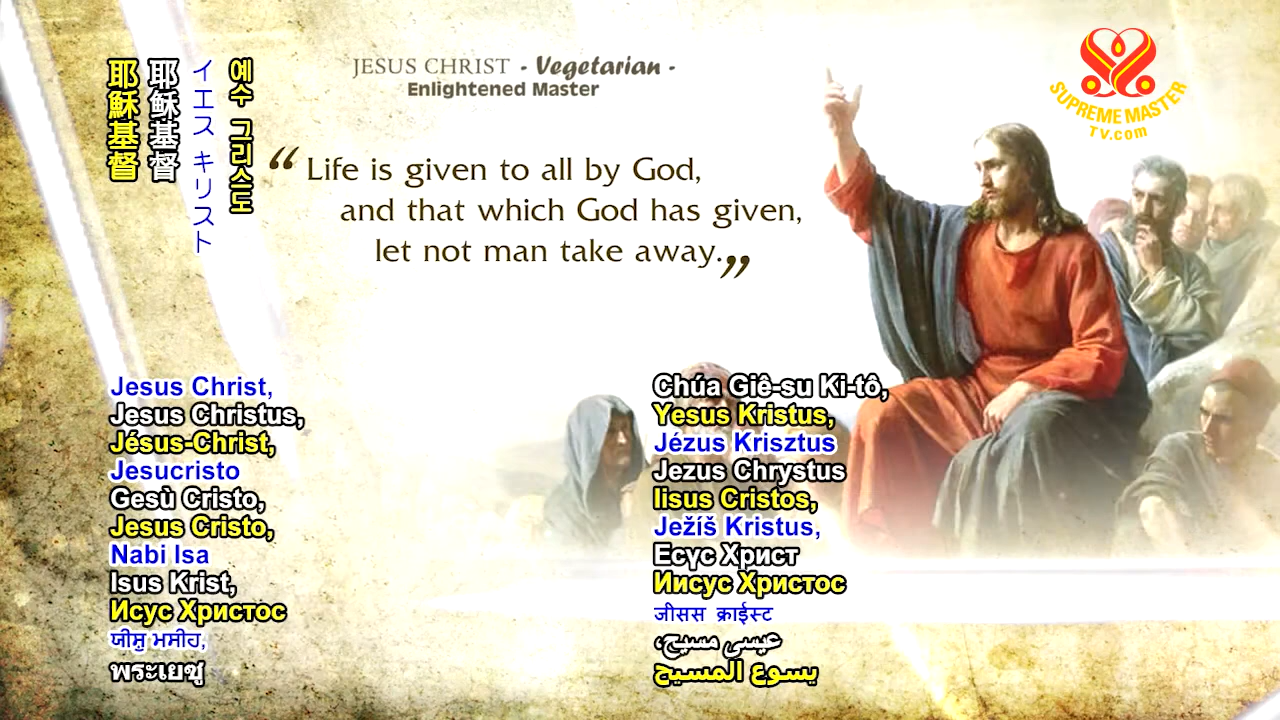 耶穌基督
耶稣基督
イエス キリスト
예수 그리스도
JESUS CHRIST - Vegetarian -
Enlightened Master
“ Life is given to all by God,
and that which God has given,
let not man take away.”
SUPREME MASTER
TV.com
Jesus Christ,
Jesus Christus,
Jésus-Christ,
Jesucristo
Gesù Cristo,
Jesus Cristo,
Nabi Isa
Isus Krist,
Исус Христос
ਯੀਸ਼ੂ ਮਸੀਹ,
พระเยซู
Chúa Giê-su Ki-tô,
Yesus Kristus,
Jézus Krisztus
Jezus Chrystus
Iisus Cristos,
Ježíš Kristus,
Есүс Христ
Иисус Христос
जीसस क्राईस्ट
عیسی مسیح،
يسوع المسيح